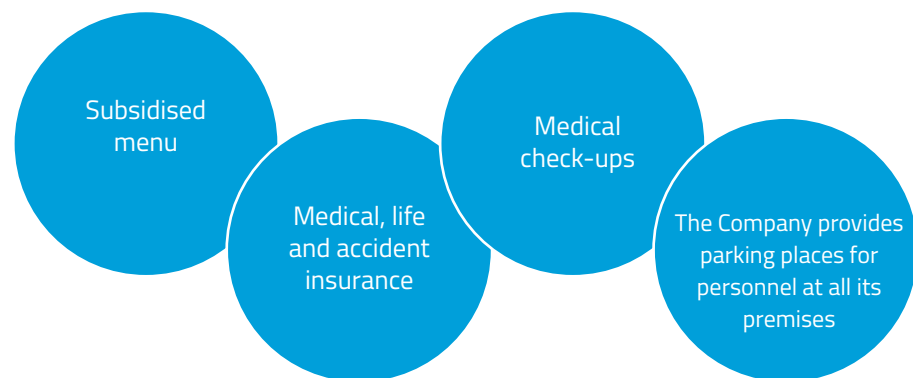 Subsidised
menu
Medical, life
and accident
insurance
Medical
check-ups
The Company provides
parking places for
personnel at all its
premises